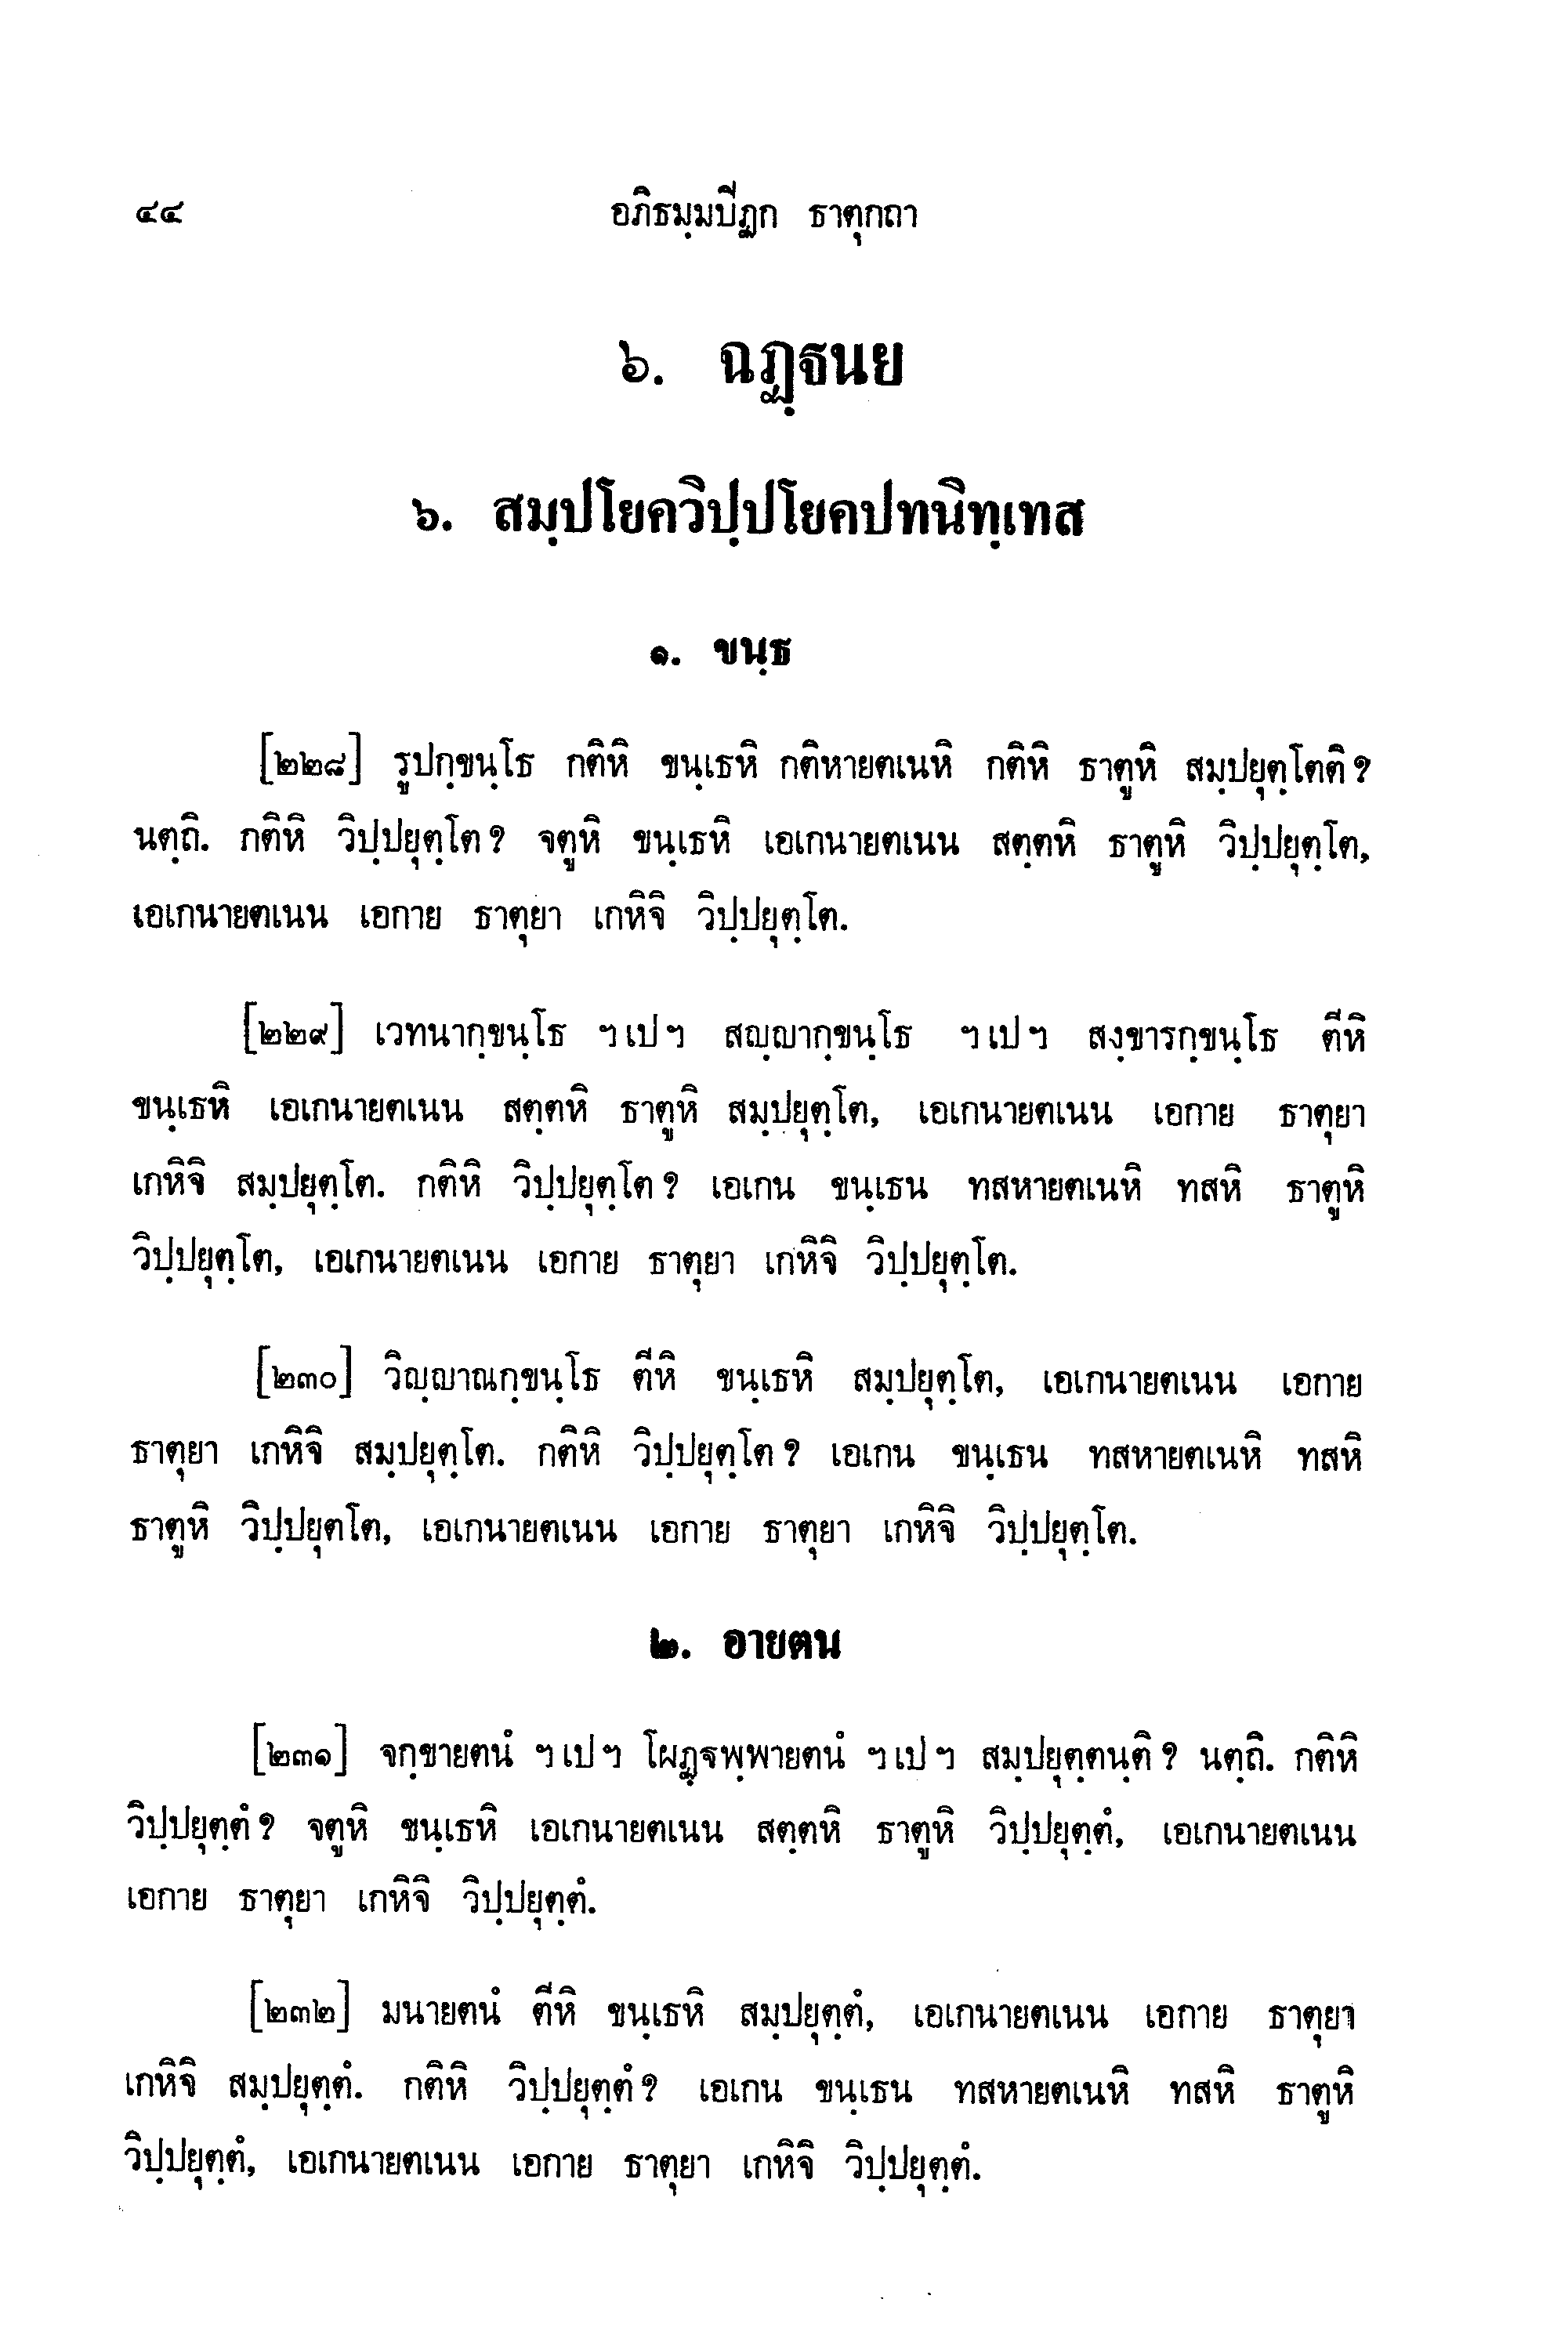 ๔๔ อภิธมฺมปีฏก ธาตุกถา
๖. ฉฏฺฐนย
๖. สมฺปโยควิปฺปโยคปทนิทฺเทส
๑. ขนฺธ
[๒๒๘] รูปกฺขนฺโธ กติหิ ขนฺเธหิ กติหายตเนหิ กติหิ ธาตูหิ สมฺปยุตฺโตติ?
นตฺถิ. กติหิ วิปฺปยุตฺโต? จตูหิ ขนฺเธหิ เอเกนายตเนน สตฺตหิ ธาตูหิ วิปฺปยุตฺโต,
เอเกนายตเนน เอกาย ธาตุยา เกหิจิ วิปฺปยุตฺโต.
[๒๒๙] เวทนากฺขนฺโธ ฯเปฯ สญฺญากฺขนฺโธ ฯเปฯ สงฺขารกฺขนฺโธ ตีหิ
ขนฺเธหิ เอเกนายตเนน สตฺตหิ ธาตูหิ สมฺปยุตฺโต, เอเกนายตเนน เอกาย ธาตุยา
เกหิจิ สมฺปยุตฺโต. กติหิ วิปฺปยุตฺโต? เอเกน ขนฺเธน ทสหายตเนหิ ทสหิ ธาตูหิ
วิปฺปยุตฺโต, เอเกนายตเนน เอกาย ธาตุยา เกหิจิ วิปฺปยุตฺโต.
[๒๓๐] วิญฺญาณกฺขนฺโธ ตีหิ ขนฺเธหิ สมฺปยุตฺโต, เอเกนายตเนน เอกาย
ธาตุยา เกหิจิ สมฺปยุตฺโต. กติหิ วิปฺปยุตฺโต? เอเกน ขนฺเธน ทสหายตเนหิ ทสหิ
ธาตูหิ วิปฺปยุตโต, เอเกนายตเนน เอกาย ธาตุยา เกหิจิ วิปฺปยุตฺโต.
๒. อายตน
[๒๓๑] จกฺขายตนํ ฯเปฯ โผฏฺฐพฺพายตนํ ฯเปฯ สมฺปยุตฺตนฺติ? นตฺถิ. กติหิ
วิปฺปยุตฺตํ? จตูหิ ขนฺเธหิ เอเกนายตเนน สตฺตหิ ธาตูหิ วิปฺปยุตฺตํ, เอเกนายตเนน
เอกาย ธาตุยา เกหิจิ วิปฺปยุตฺตํ.
[๒๓๒] มนายตนํ ตีหิ ขนฺเธหิ สมฺปยุตฺตํ, เอเกนายตเนน เอกาย ธาตุยา
เกหิจิ สมฺปยุตฺตํ. กติหิ วิปฺปยุตฺตํ? เอเกน ขนฺเธน ทสหายตเนหิ ทสหิ ธาตูหิ
วิปฺปยุตฺตํ, เอเกนายตเนน เอกาย ธาตุยา เกหิจิ วิปฺปยุตฺตํ.